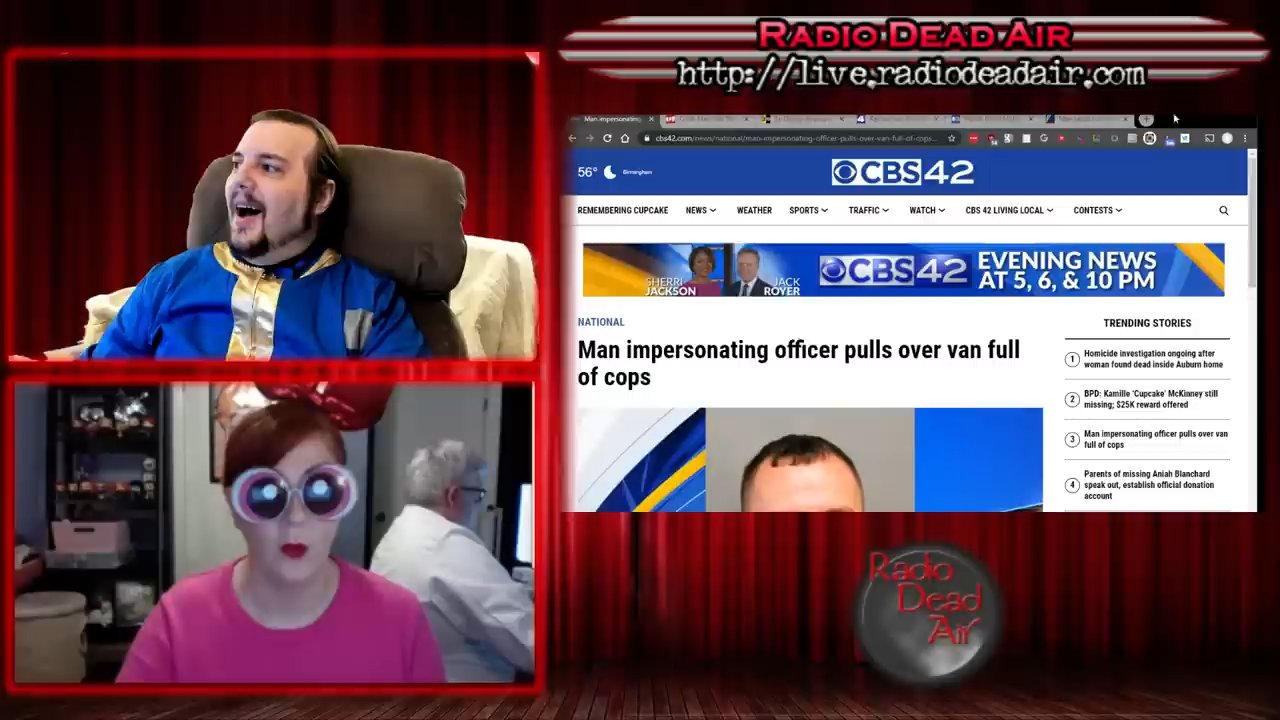 RADIO DEAD AIR
http://live.radiodeadair.com
Man impersonating
cbs42.com/news/national/man-impersonating-officer-pulls-over-van-full-of-cops...
56°
Birmingham
CBS 42
REMEMBERING CUPCAKE
NEWS
WEATHER
SPORTS
TRAFFIC
WATCH
CBS 42 LIVING LOCAL
CONTESTS
SHERRI
JACKSON
JACK
ROYER
CBS 42
EVENING NEWS
AT 5, 6, & 10 PM
NATIONAL
Man impersonating officer pulls over van full
of cops
TRENDING STORIES
1
Homicide investigation ongoing after
woman found dead inside Auburn home
2
BPD: Kamille 'Cupcake' McKinney still
missing; $25K reward offered
3
Man impersonating officer pulls over van
full of cops
4
Parents of missing Aniah Blanchard
speak out, establish official donation
account
Radio
Dead
Air